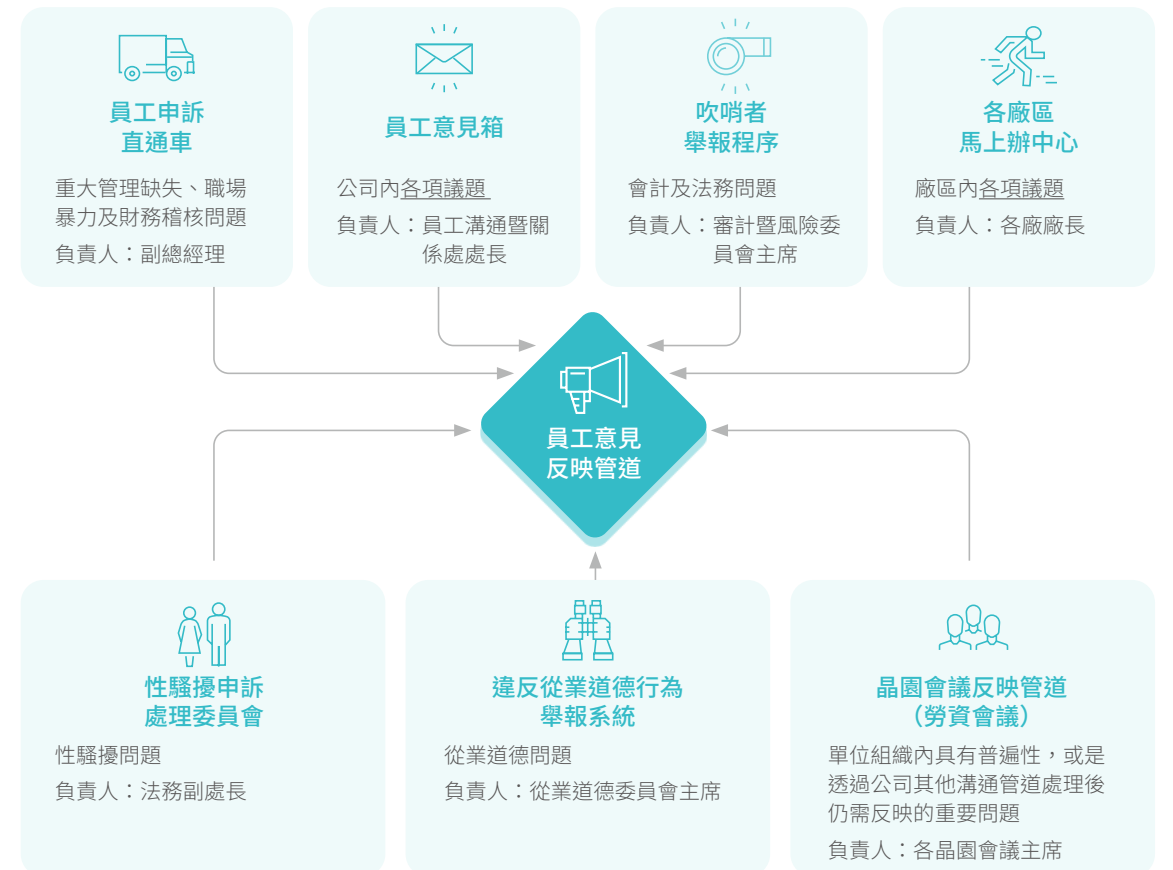 員工申訴
直通車
重大管理缺失、職場
暴力及財務稽核問題
負責人：副總經理
員工意見箱
公司內各項議題
負責人：員工溝通暨關
係處處長
吹哨者
舉報程序
會計及法務問題
負責人：審計暨風險委
員會主席
各廠區
馬上辦中心
廠區內各項議題
負責人：各廠廠長
員工意見
反映管道
性騷擾申訴
處理委員會
性騷擾問題
負責人：法務副處長
違反從業道德行為
舉報系統
從業道德問題
負責人：從業道德委員會主席
晶園會議反映管道
（勞資會議）
單位組織內具有普遍性，或是
透過公司其他溝通管道處理後
仍需反映的重要問題
負責人：各晶園會議主席